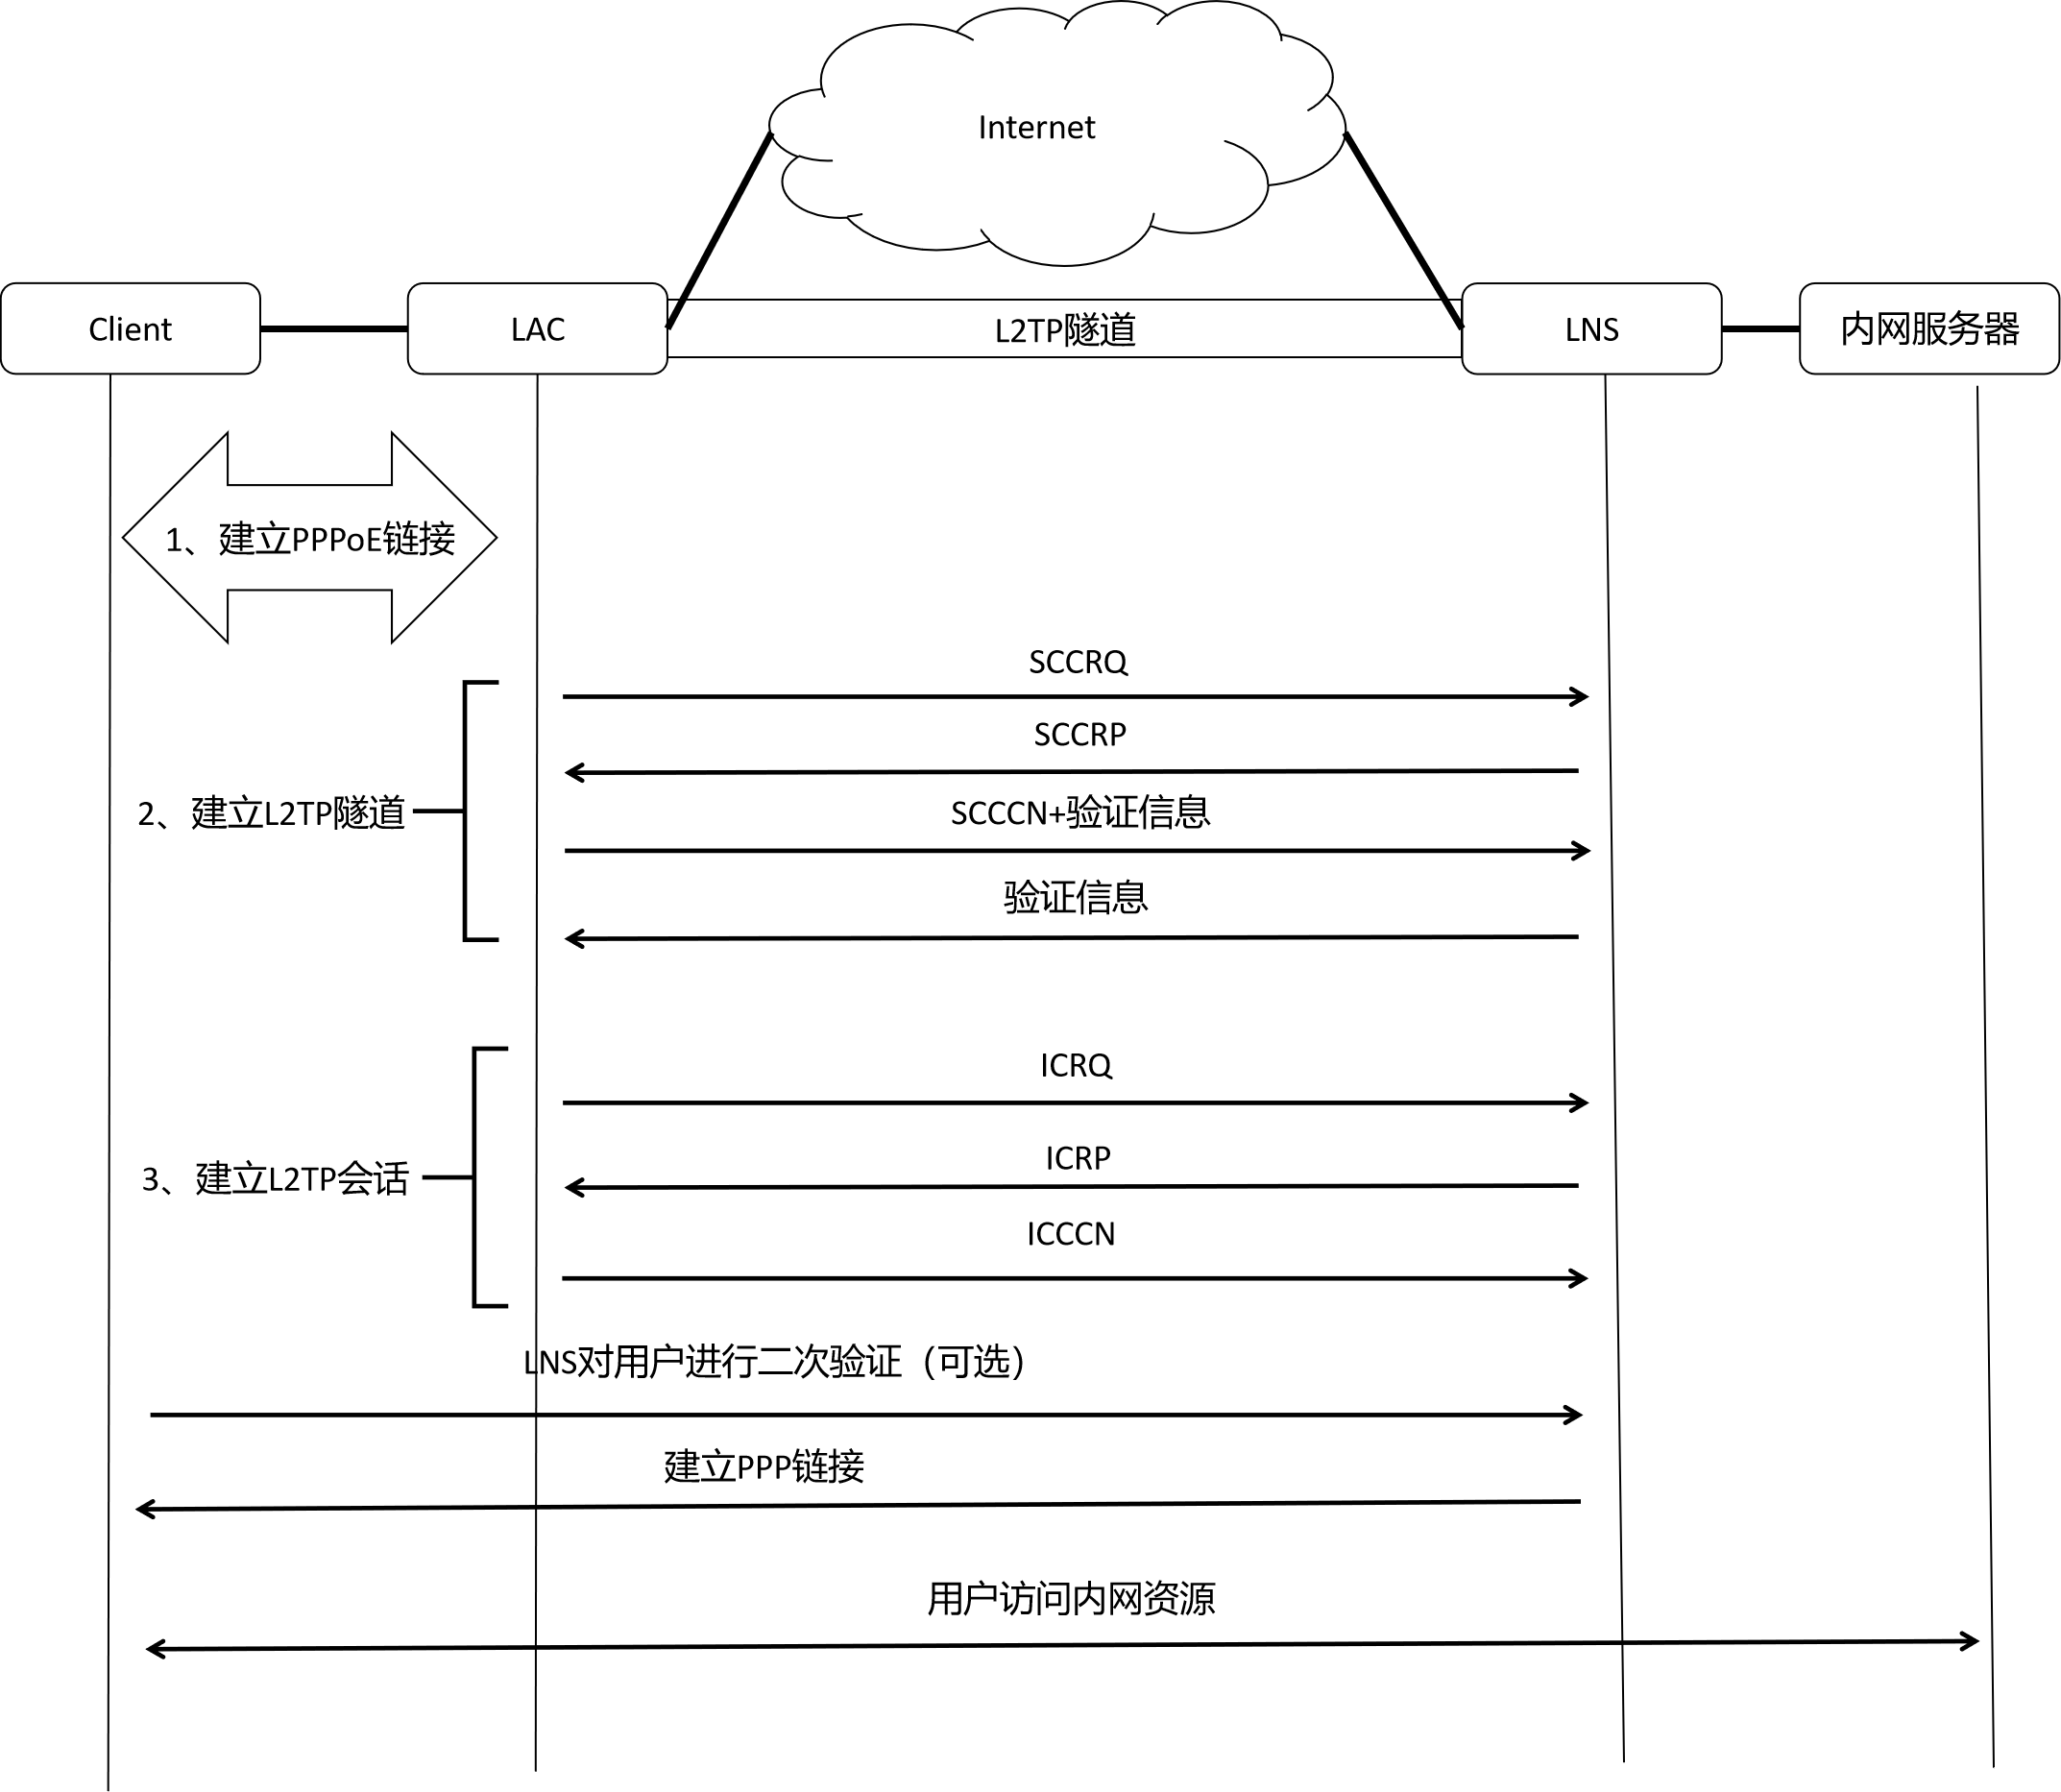 Internet
Client
LAC
L2TP隧道
LNS
内网服务器
1、建立PPPoE链接
SCCRQ
SCCRP
2、建立L2TP隧道
SCCCN+验证信息
验证信息
ICRQ
ICRP
3、建立L2TP会话
ICCCN
LNS对用户进行二次验证（可选）
建立PPP链接
用户访问内网资源